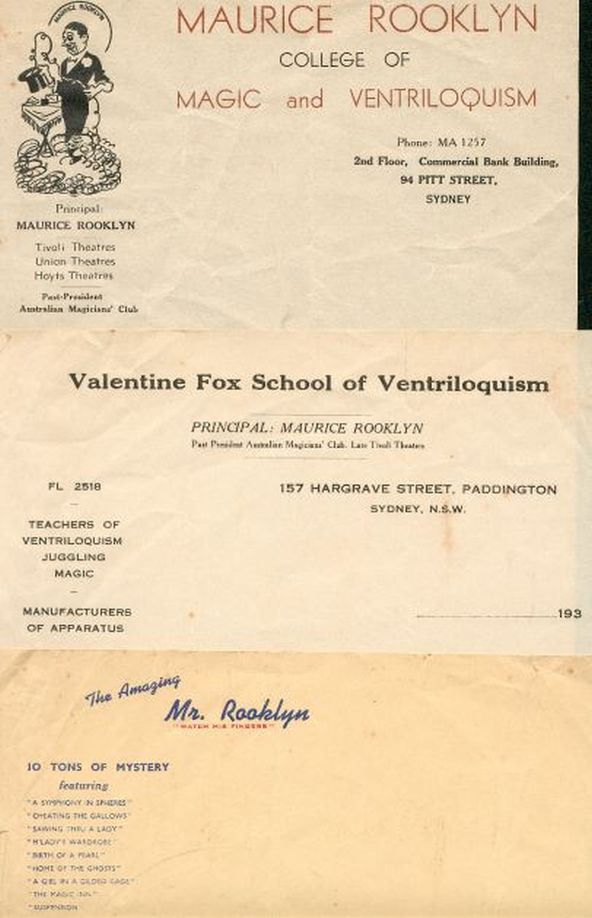 MAURICE ROOKLYN
MAURICE ROOKLYN
COLLEGE OF
MAGIC and VENTRILOQUISM
Phone: MA 1257
2nd Floor, Commercial Bank Building,
94 PITT STREET,
SYDNEY
Principal:
MAURICE ROOKLYN
Tivoli Theatres
Union Theatres
Hoyts Theatres
Past-President
Australian Magicians' Club
Valentine Fox School of Ventriloquism
PRINCIPAL: MAURICE ROOKLYN
Past President Australian Magicians' Club. Late Tivoli Theatres
FL 2518
157 HARGRAVE STREET, PADDINGTON
SYDNEY, N.S.W.
TEACHERS OF
VENTRILOQUISM
JUGGLING
MAGIC
MANUFACTURERS
OF APPARATUS
193
The Amazing
Mr. Rooklyn
"WATCH HIS FINGERS"
10 TONS OF MYSTERY
featuring
"A SYMPHONY IN SPHERES"
"CHEATING THE GALLOWS"
"SAWING THRU A LADY"
"M'LADY'S WARDROBE"
"BIRTH OF A PEARL"
"HOME OF THE GHOSTS"
"A GIRL IN A GILDED CAGE"
"THE MAGIC INN"
"SUSPENSION"